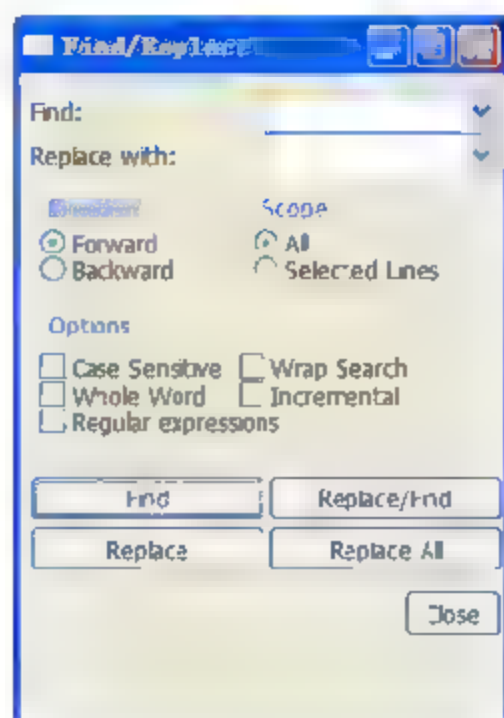 Find/Replace
Find:
Replace with:
Direction Scope
Forward All
Backward Selected Lines
Options
Case Sensitive Wrap Search
Whole Word Incremental
Regular expressions
Find Replace/Find
Replace Replace All
Close